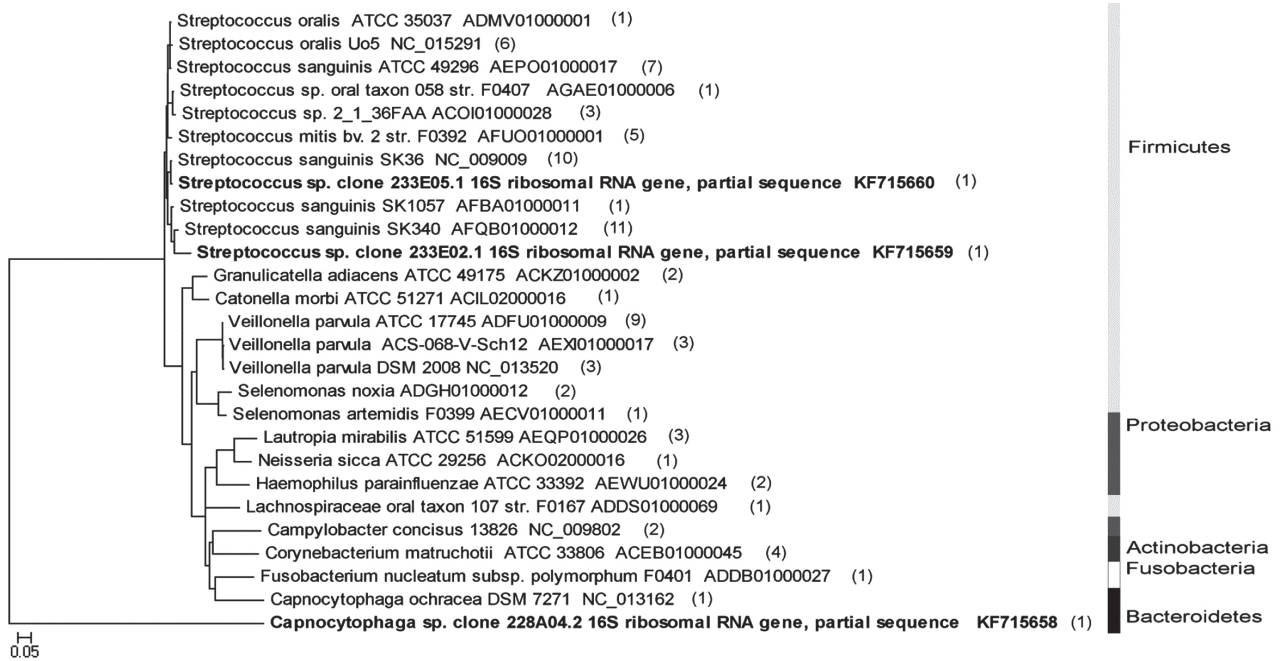 Streptococcus oralis ATCC 35037 ADMV01000001 (1)
Streptococcus oralis Uo5 NC_015291 (6)
Streptococcus sanguinis ATCC 49296 AEPO01000017 (7)
Streptococcus sp. oral taxon 058 str. F0407 AGAE01000006 (1)
Streptococcus sp. 2_1_36FAA ACOI01000028 (3)
Streptococcus mitis bv. 2 str. F0392 AFUO01000001 (5)
Firmicutes
Streptococcus sanguinis SK36 NC_009009 (10)
Streptococcus sp. clone 233E05.1 16S ribosomal RNA gene, partial sequence KF715660 (1)
Streptococcus sanguinis SK1057 AFBA01000011 (1)
Streptococcus sanguinis SK340 AFQB01000012 (11)
Streptococcus sp. clone 233E02.1 16S ribosomal RNA gene, partial sequence KF715659 (1)
Granulicatella adiacens ATCC 49175 ACKZ01000002 (2)
Catonella morbi ATCC 51271 ACIL02000016 (1)
Veillonella parvula ATCC 17745 ADFU01000009 (9)
Veillonella parvula ACS-068-V-Sch12 AEXI01000017 (3)
Veillonella parvula DSM 2008 NC_013520 (3)
Selenomonas noxia ADGH01000012 (2)
Selenomonas artemidis F0399 AECV01000011 (1)
Proteobacteria
Lautropia mirabilis ATCC 51599 AEQP01000026 (3)
Neisseria sicca ATCC 29256 ACKO02000016 (1)
Haemophilus parainfluenzae ATCC 33392 AEWU01000024 (2)
Lachnospiraceae oral taxon 107 str. F0167 ADDS01000069 (1)
Campylobacter concisus 13826 NC_009802 (2)
Corynebacterium matruchotii ATCC 33806 ACEB01000045 (4)
Actinobacteria
Fusobacteria
Fusobacterium nucleatum subsp. polymorphum F0401 ADDB01000027 (1)
Capnocytophaga ochracea DSM 7271 NC_013162 (1)
Bacteroidetes
Capnocytophaga sp. clone 228A04.2 16S ribosomal RNA gene, partial sequence KF715658 (1)
0.05